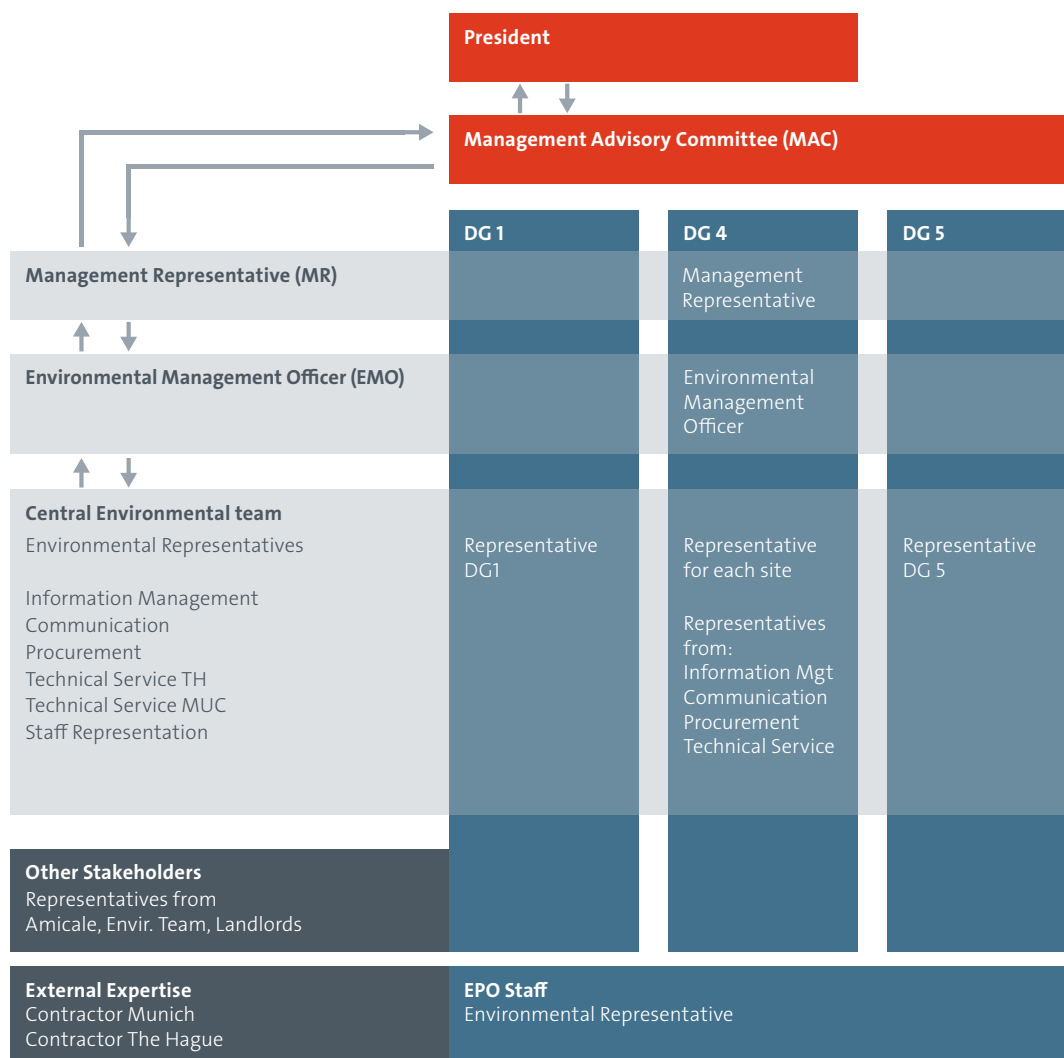 President
Management Advisory Committee (MAC)
DG 1
DG 4
DG 5
Management Representative (MR)
Management
Representative
Environmental Management Officer (EMO)
Environmental
Management
Officer
Central Environmental team
Environmental Representatives
Information Management
Communication
Procurement
Technical Service TH
Technical Service MUC
Staff Representation
Representative
DG1
Representative
for each site
Representatives
from:
Information Mgt
Communication
Procurement
Technical Service
Representative
DG 5
Other Stakeholders
Representatives from
Amicale, Envir. Team, Landlords
External Expertise
Contractor Munich
Contractor The Hague
EPO Staff
Environmental Representative